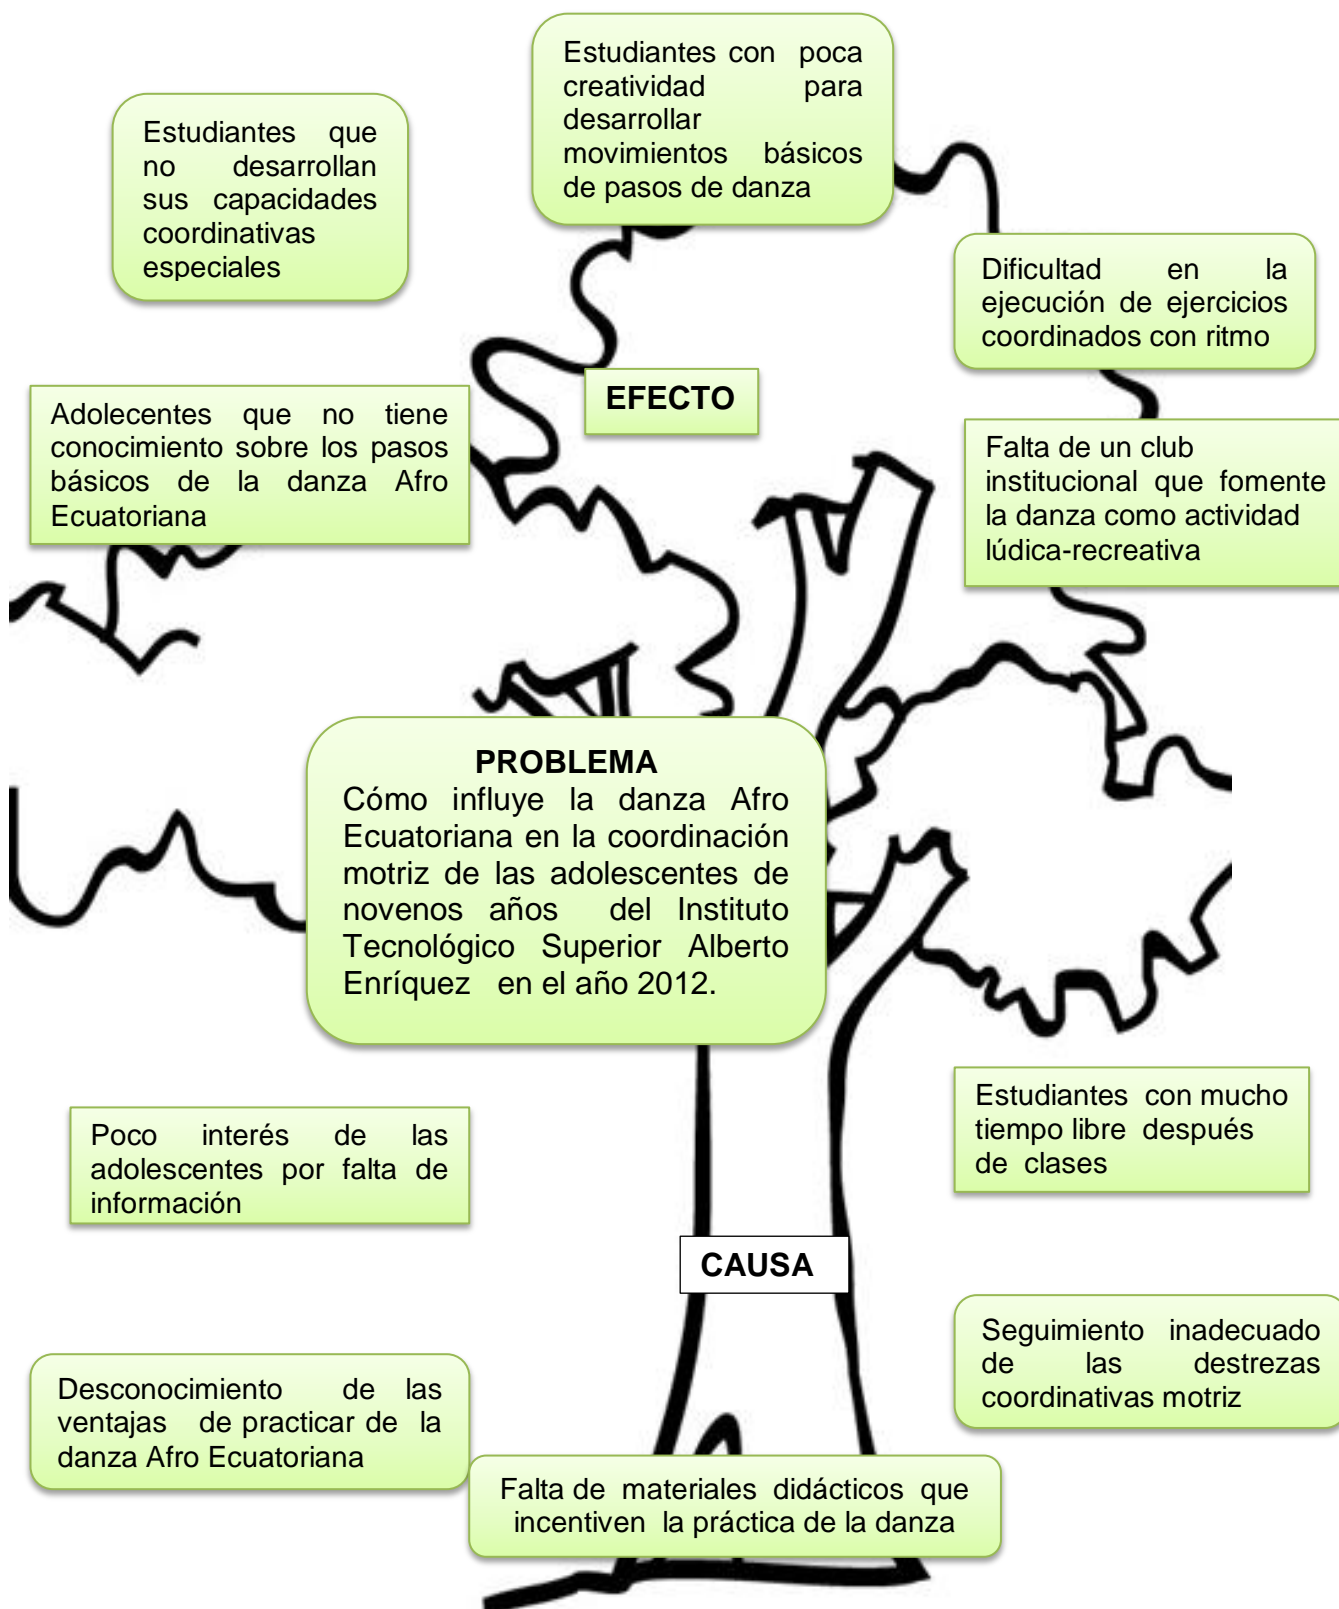 Estudiantes con poca
creatividad para
desarrollar
movimientos básicos
de pasos de danza
Estudiantes que
no desarrollan
sus capacidades
coordinativas
especiales
Dificultad en la
ejecución de ejercicios
coordinados con ritmo
EFECTO
Adolecentes que no tiene
conocimiento sobre los pasos
básicos de la danza Afro
Ecuatoriana
Falta de un club
institucional que fomente
la danza como actividad
lúdica-recreativa
PROBLEMA
Cómo influye la danza Afro
Ecuatoriana en la coordinación
motriz de las adolescentes de
novenos años del Instituto
Tecnológico Superior Alberto
Enríquez en el año 2012.
Estudiantes con mucho
tiempo libre después
de clases
Poco interés de las
adolescentes por falta de
información
CAUSA
Seguimiento inadecuado
de las destrezas
coordinativas motriz
Desconocimiento de las
ventajas de practicar de la
danza Afro Ecuatoriana
Falta de materiales didácticos que
incentiven la práctica de la danza